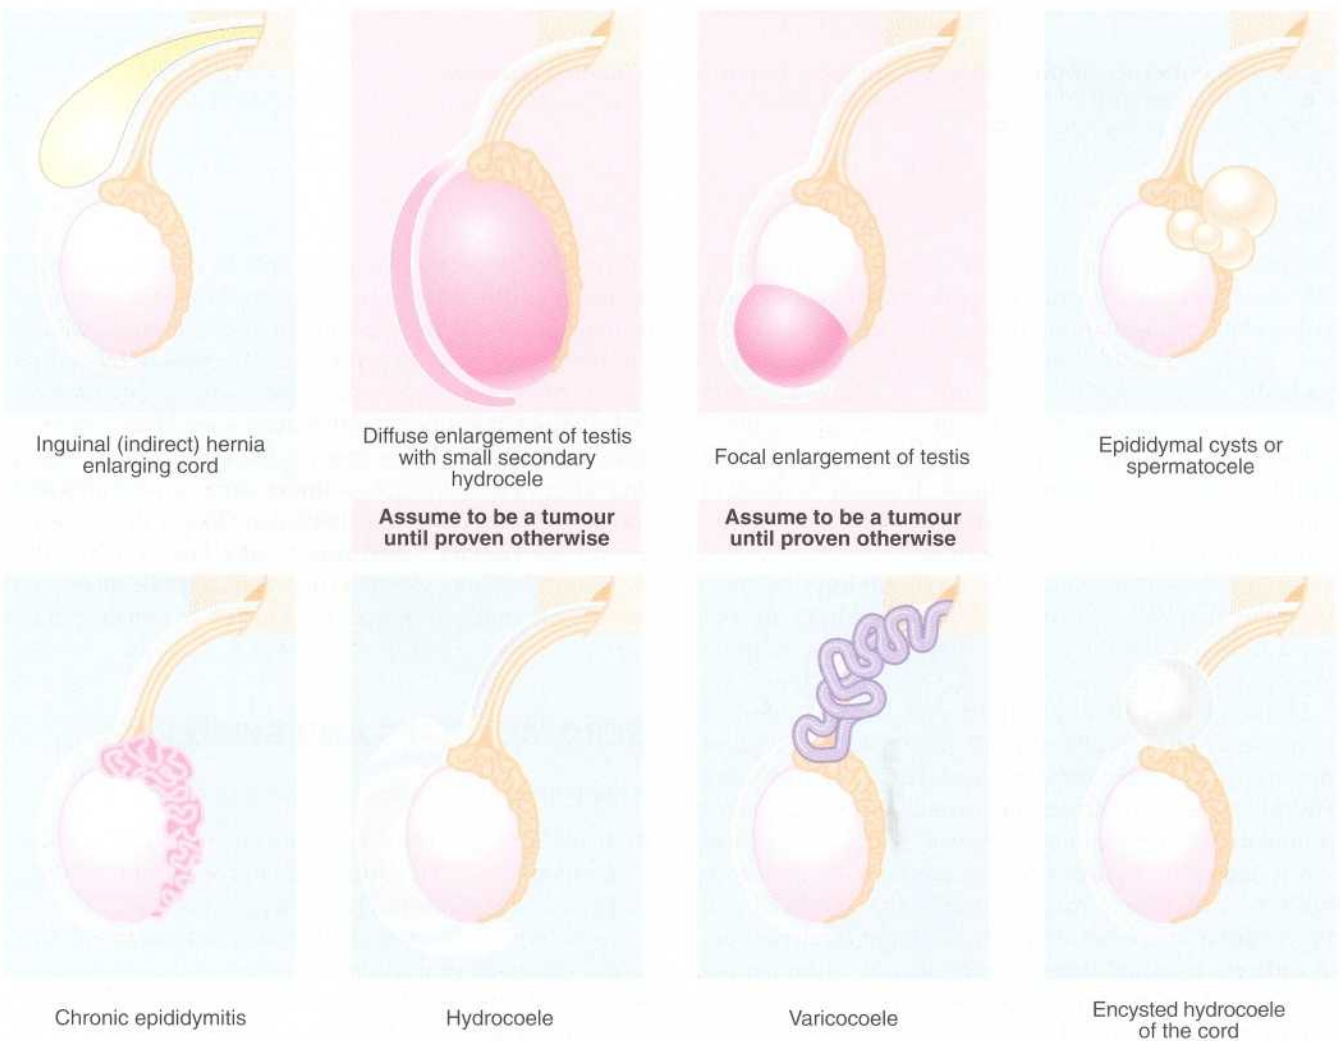 Inguinal (indirect) hernia
enlarging cord
Diffuse enlargement of testis
with small secondary
hydrocele
Assume to be a tumour
until proven otherwise
Focal enlargement of testis
Assume to be a tumour
until proven otherwise
Epididymal cysts or
spermatocele
Chronic epididymitis
Hydrocoele
Varicocoele
Encysted hydrocoele
of the cord